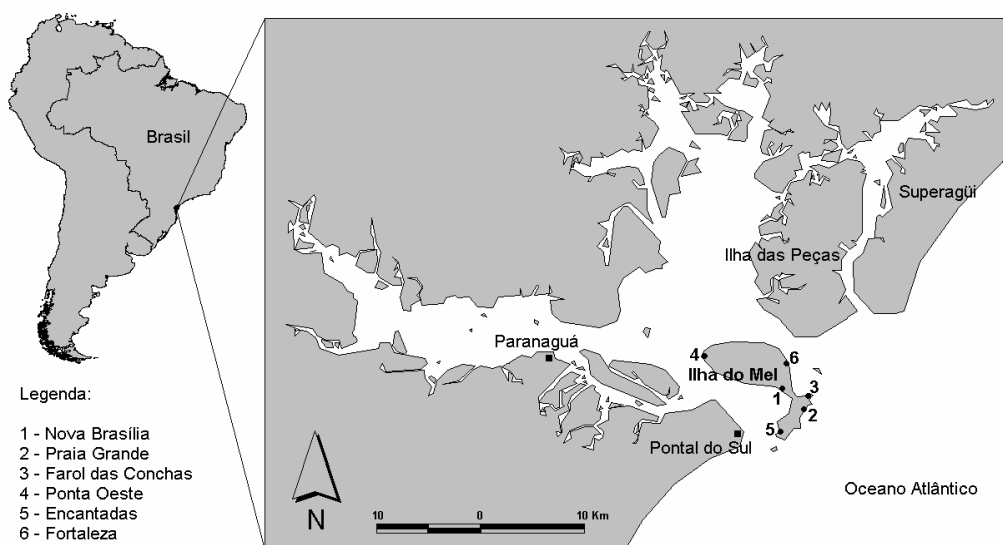 Brasil
Superagüi
Ilha das Peças
Paranaguá
4
6
Ilha do Mel
3
1
2
5
Pontal do Sul
Oceano Atlântico
N
10 0 10 Km
Legenda:
1 - Nova Brasília
2 - Praia Grande
3 - Farol das Conchas
4 - Ponta Oeste
5 - Encantadas
6 - Fortaleza